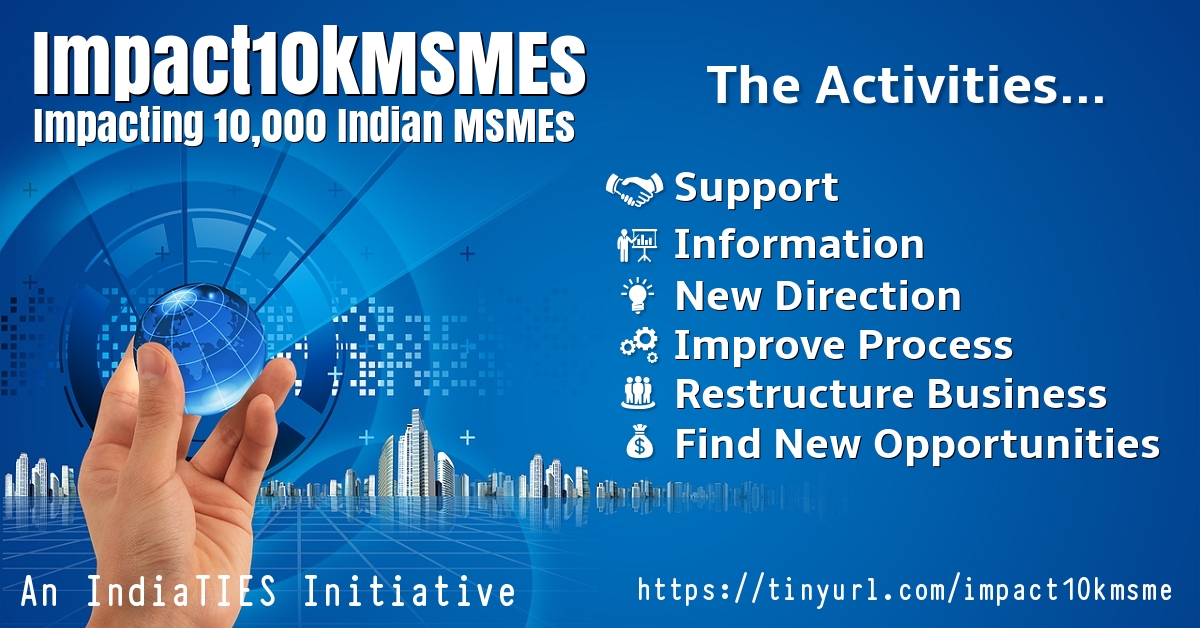 Impact10kMSMEs
Impacting 10,000 Indian MSMEs
The Activities...
Support
Information
New Direction
Improve Process
Restructure Business
Find New Opportunities
An IndiaTIES Initiative
https://tinyurl.com/impact10kmsme